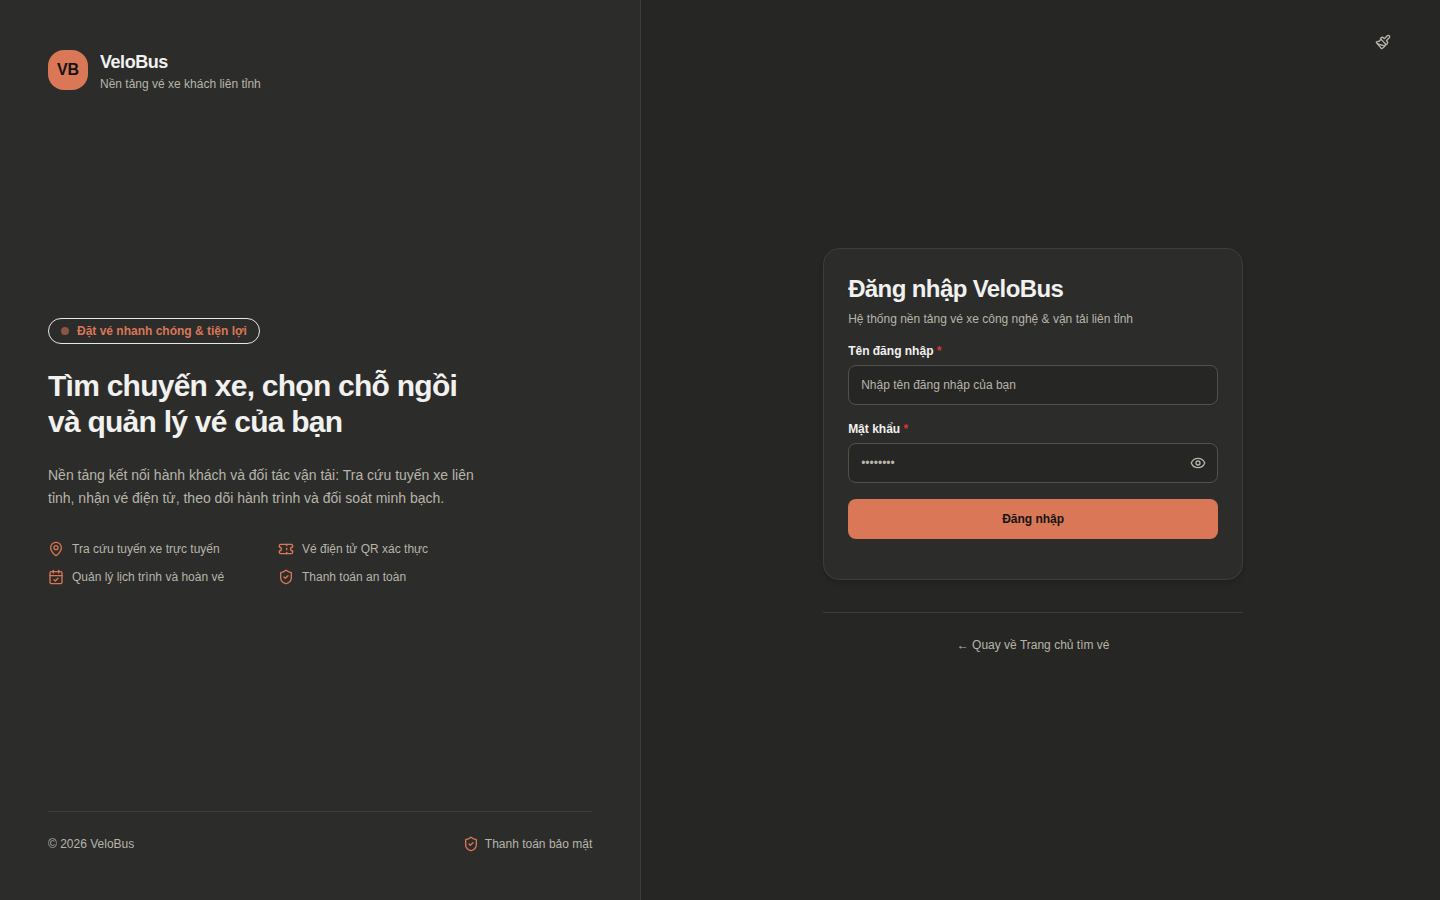 VB
VeloBus
Nền tảng vé xe khách liên tỉnh
Đặt vé nhanh chóng & tiện lợi
Tìm chuyến xe, chọn chỗ ngồi
và quản lý vé của bạn
Nền tảng kết nối hành khách và đối tác vận tải: Tra cứu tuyến xe liên
tỉnh, nhận vé điện tử, theo dõi hành trình và đối soát minh bạch.
Tra cứu tuyến xe trực tuyến
Vé điện tử QR xác thực
Quản lý lịch trình và hoàn vé
Thanh toán an toàn
© 2026 VeloBus
Thanh toán bảo mật
Đăng nhập VeloBus
Hệ thống nền tảng vé xe công nghệ & vận tải liên tỉnh
Tên đăng nhập *
Nhập tên đăng nhập của bạn
Mật khẩu *
••••••••
Đăng nhập
← Quay về Trang chủ tìm vé